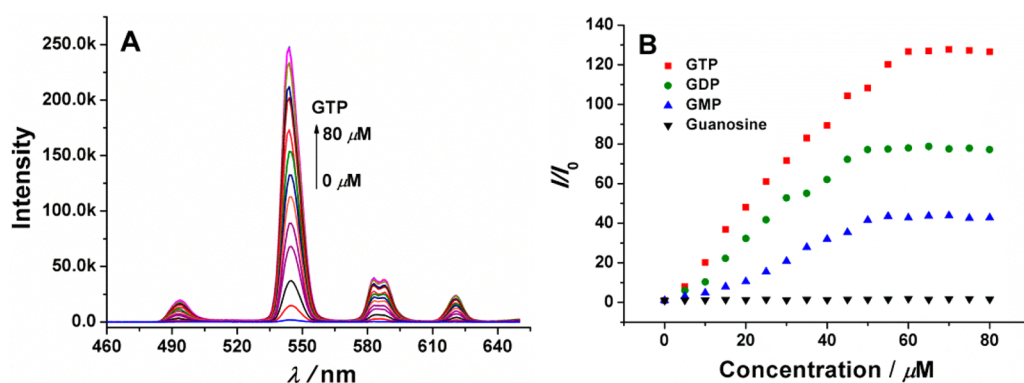 A
250.0k
200.0k
150.0k
100.0k
50.0k
0.0
Intensity
GTP
80 μM
0 μM
460 490 520 550 580 610 640
λ / nm
B
140
120
100
80
60
40
20
0
I/I0
GTP
GDP
GMP
Guanosine
0 20 40 60 80
Concentration / μM